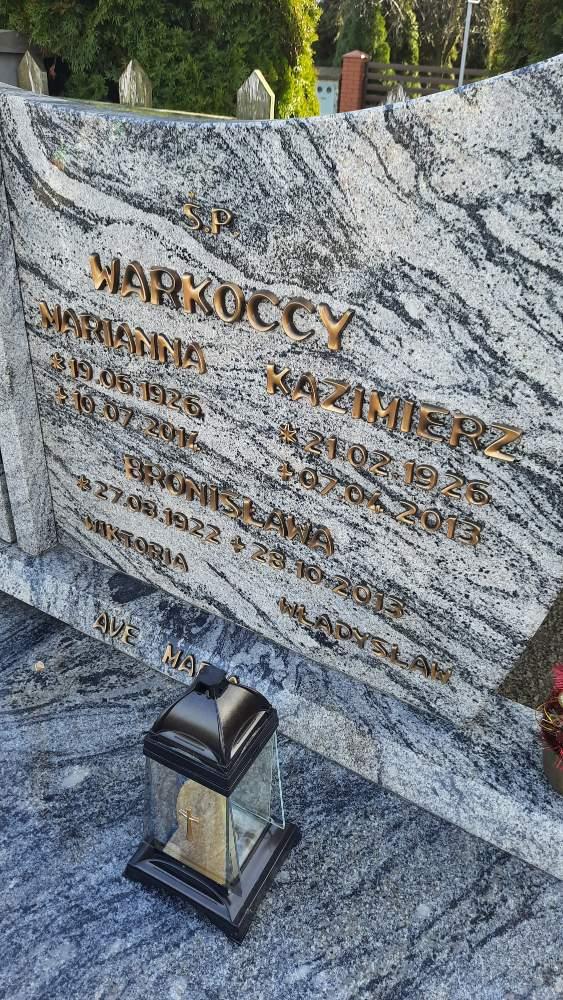 Ś.P.
WARKOCCY
MARIANNA
* 19.06.1926
+ 10.07.2014
KAZIMIERZ
* 21.02.1926
+ 07.04.2013
BRONISŁAWA
* 27.08.1922 + 28.10.2013
WIKTORIA
WŁADYSŁAW
AVE